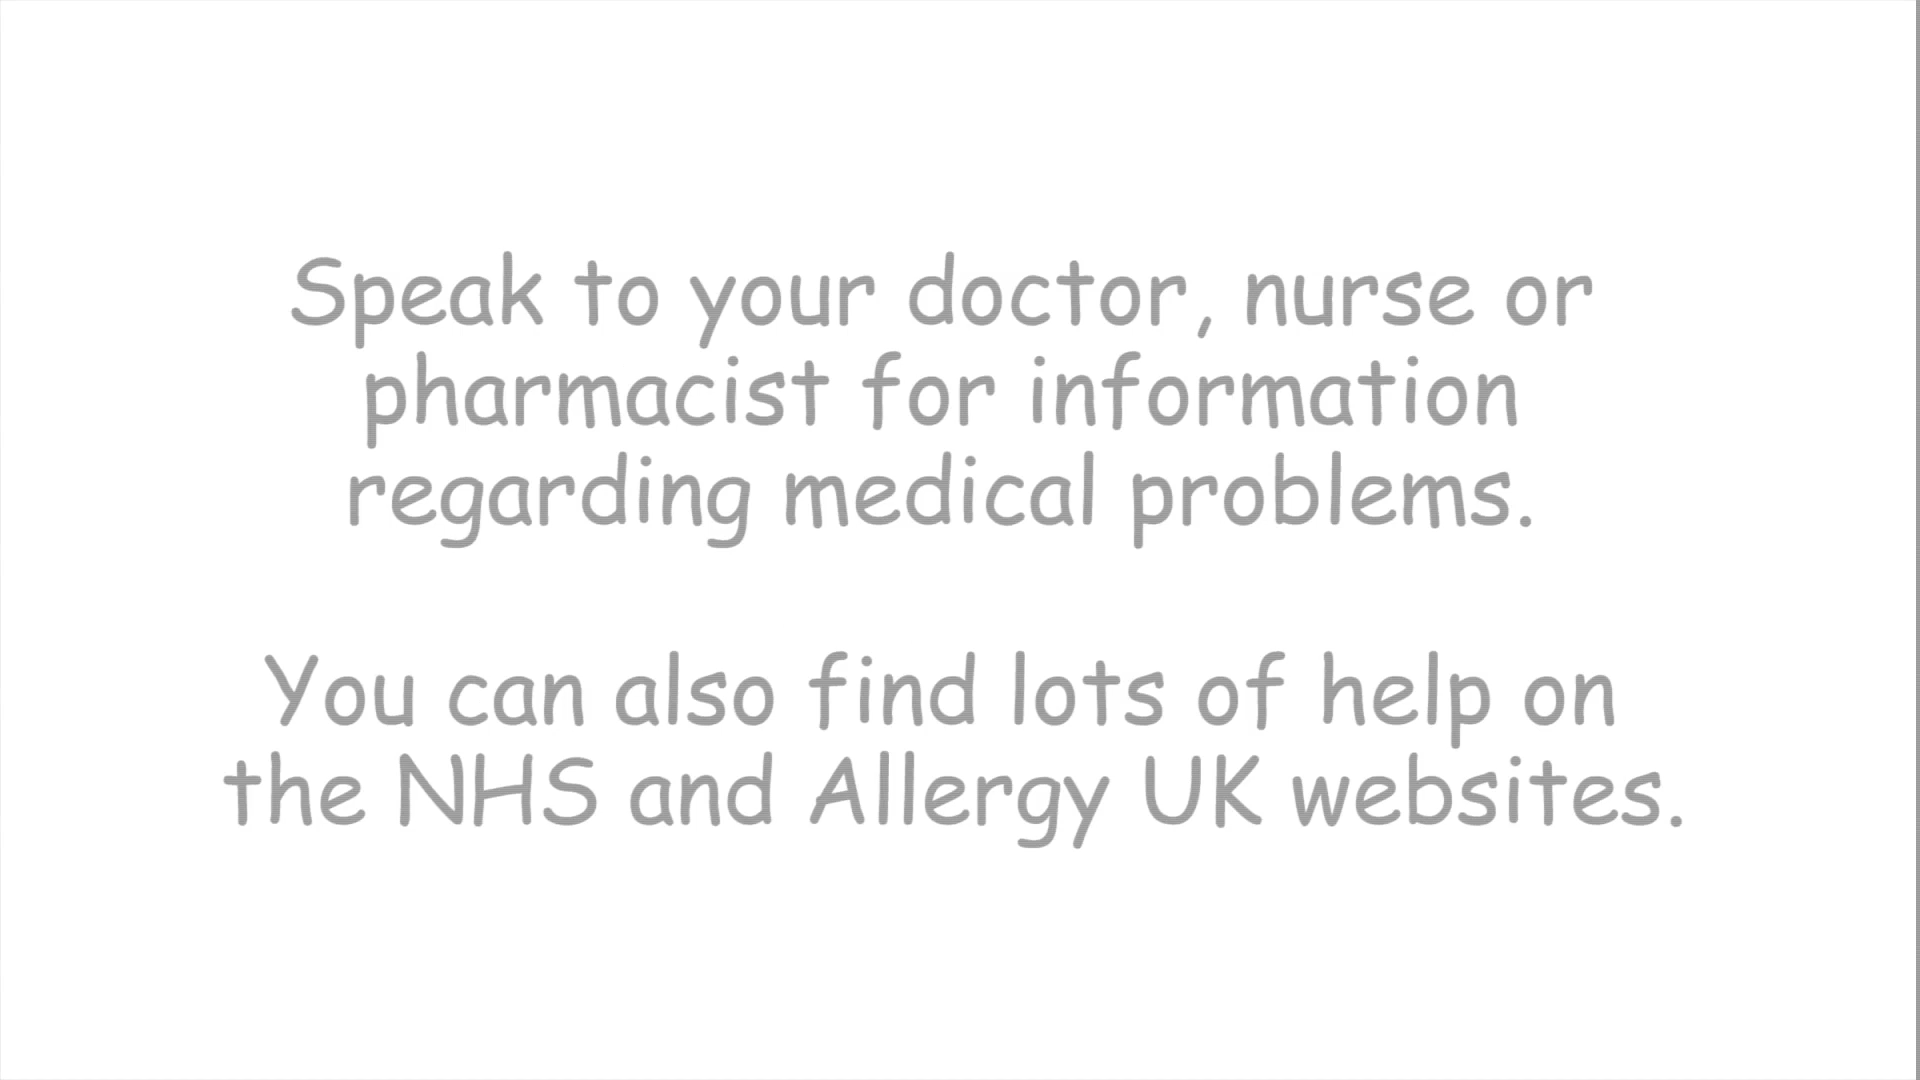 Speak to your doctor, nurse or
pharmacist for information
regarding medical problems.
You can also find lots of help on
the NHS and Allergy UK websites.